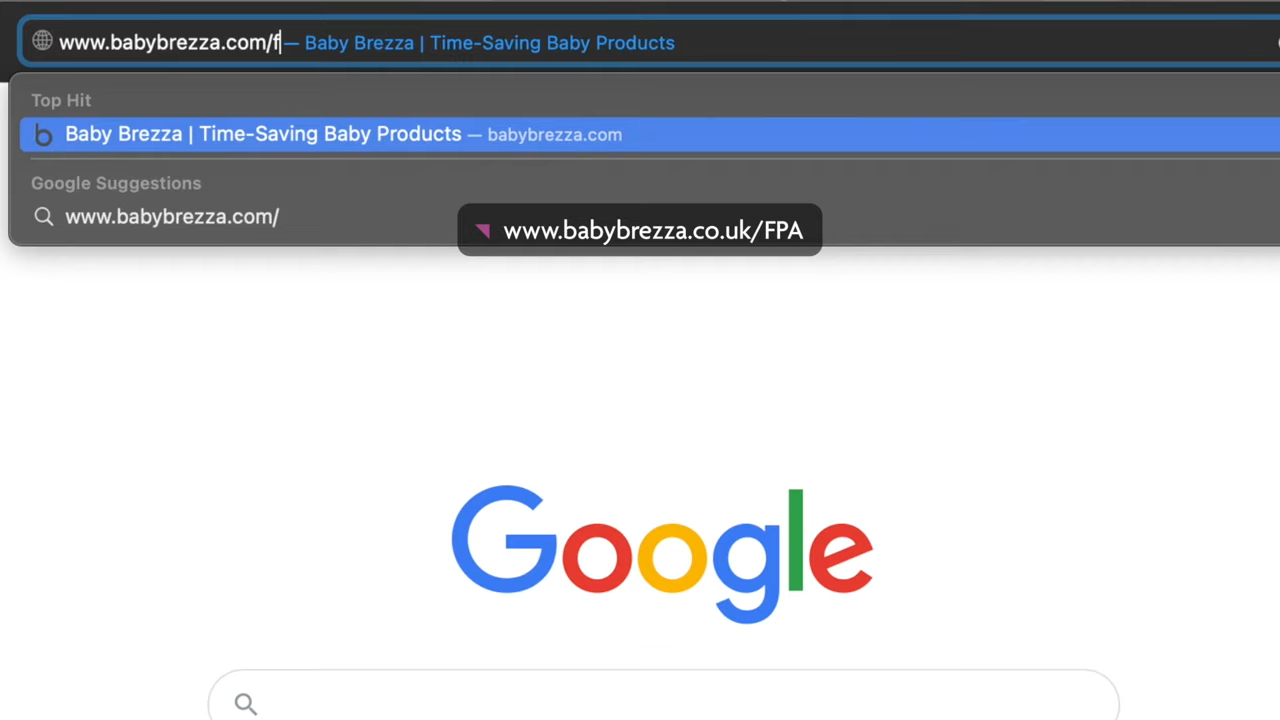 www.babybrezza.com/f — Baby Brezza | Time-Saving Baby Products
Top Hit
Baby Brezza | Time-Saving Baby Products — babybrezza.com
Google Suggestions
www.babybrezza.com/
www.babybrezza.co.uk/FPA
Google